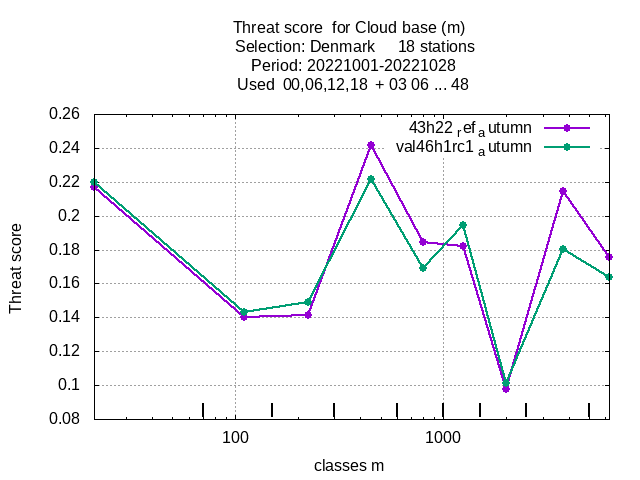 Threat score  for Cloud base (m)
Selection: Denmark     18 stations
Period: 20221001-20221028
Used  00,06,12,18  + 03 06 ... 48
43h22 ref a utumn
val46h1rc1 a utumn
0.26
0.24
0.22
0.2
0.18
0.16
0.14
0.12
0.1
0.08
Threat score
100 1000
classes m